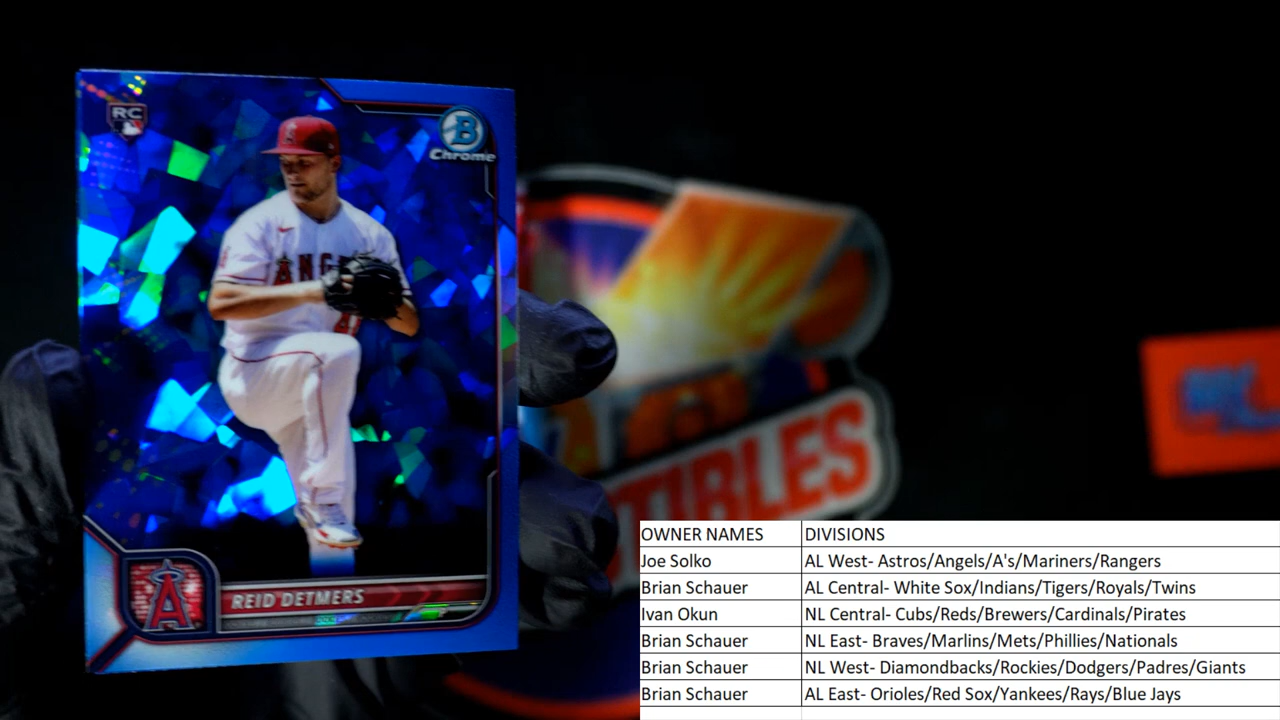 RC
B
Chrome
ANG
A
REID DETMERS
TIBLES
OWNER NAMES DIVISIONS
Joe Solko AL West- Astros/Angels/A's/Mariners/Rangers
Brian Schauer AL Central- White Sox/Indians/Tigers/Royals/Twins
Ivan Okun NL Central- Cubs/Reds/Brewers/Cardinals/Pirates
Brian Schauer NL East- Braves/Marlins/Mets/Phillies/Nationals
Brian Schauer NL West- Diamondbacks/Rockies/Dodgers/Padres/Giants
Brian Schauer AL East- Orioles/Red Sox/Yankees/Rays/Blue Jays